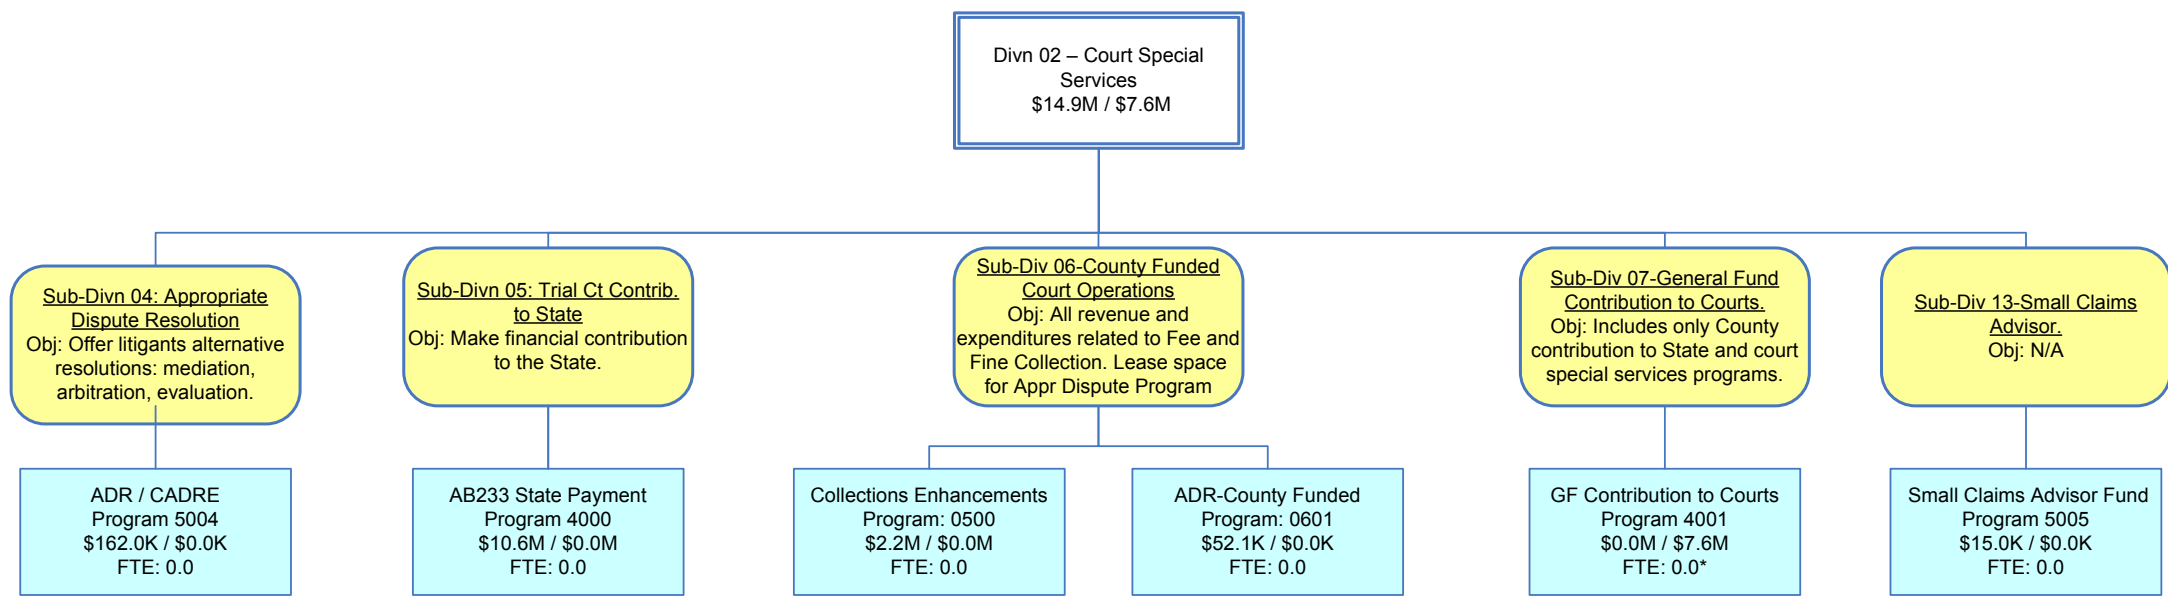 Divn 02 – Court Special
Services
$14.9M / $7.6M
Sub-Divn 04: Appropriate
Dispute Resolution
Obj: Offer litigants alternative
resolutions: mediation,
arbitration, evaluation.
Sub-Divn 05: Trial Ct Contrib.
to State
Obj: Make financial contribution
to the State.
Sub-Div 06-County Funded
Court Operations
Obj: All revenue and
expenditures related to Fee and
Fine Collection. Lease space
for Appr Dispute Program
Sub-Div 07-General Fund
Contribution to Courts.
Obj: Includes only County
contribution to State and court
special services programs.
Sub-Div 13-Small Claims
Advisor.
Obj: N/A
ADR / CADRE
Program 5004
$162.0K / $0.0K
FTE: 0.0
AB233 State Payment
Program 4000
$10.6M / $0.0M
FTE: 0.0
Collections Enhancements
Program: 0500
$2.2M / $0.0M
FTE: 0.0
ADR-County Funded
Program: 0601
$52.1K / $0.0K
FTE: 0.0
GF Contribution to Courts
Program 4001
$0.0M / $7.6M
FTE: 0.0*
Small Claims Advisor Fund
Program 5005
$15.0K / $0.0K
FTE: 0.0